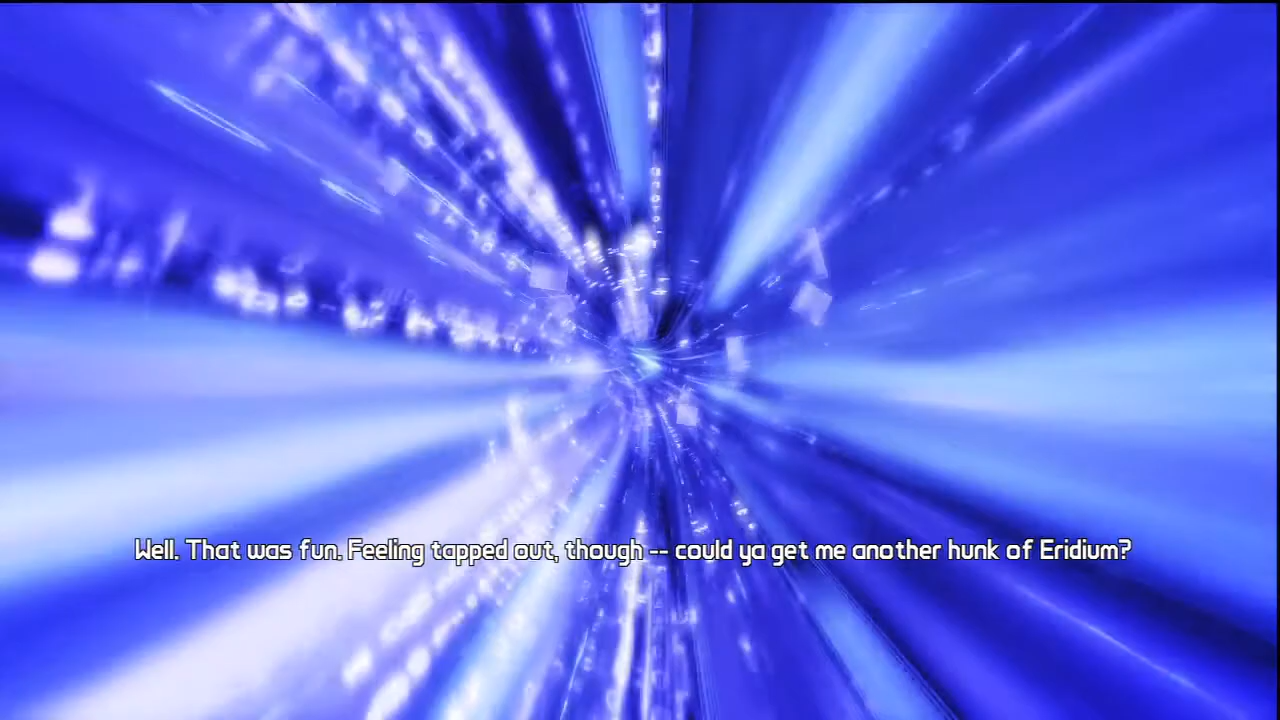 Well. That was fun. Feeling tapped out, though -- could ya get me another hunk of Eridium?